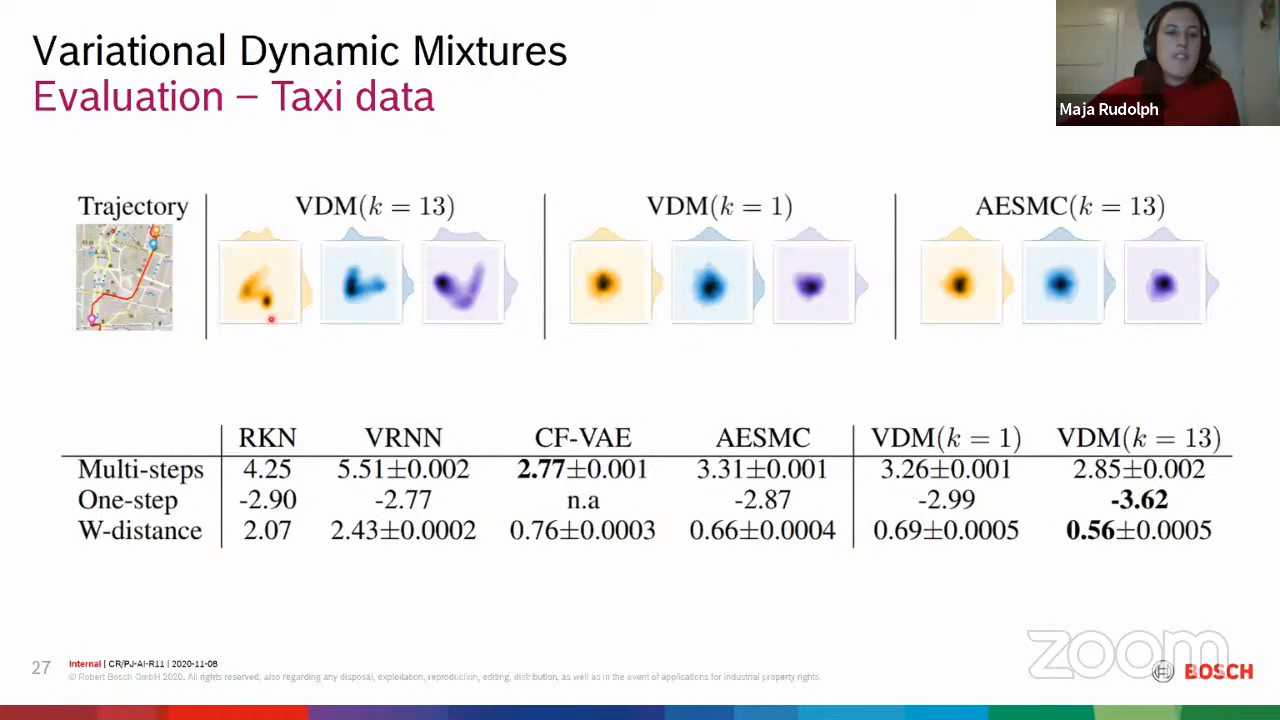 Variational Dynamic Mixtures
Evaluation – Taxi data
Maja Rudolph
Trajectory VDM(k = 13) VDM(k = 1) AESMC(k = 13)
RKN VRNN CF-VAE AESMC VDM(k = 1) VDM(k = 13)
Multi-steps 4.25 5.51±0.002 2.77±0.001 3.31±0.001 3.26±0.001 2.85±0.002
One-step -2.90 -2.77 n.a -2.87 -2.99 -3.62
W-distance 2.07 2.43±0.0002 0.76±0.0003 0.66±0.0004 0.69±0.0005 0.56±0.0005
zoom
27 Internal | CR/PJ-AI-R11 | 2020-11-08
© Robert Bosch GmbH 2020. All rights reserved, also regarding any disposal, exploitation, reproduction, editing, distribution, as well as in the event of applications for industrial property rights.
BOSCH